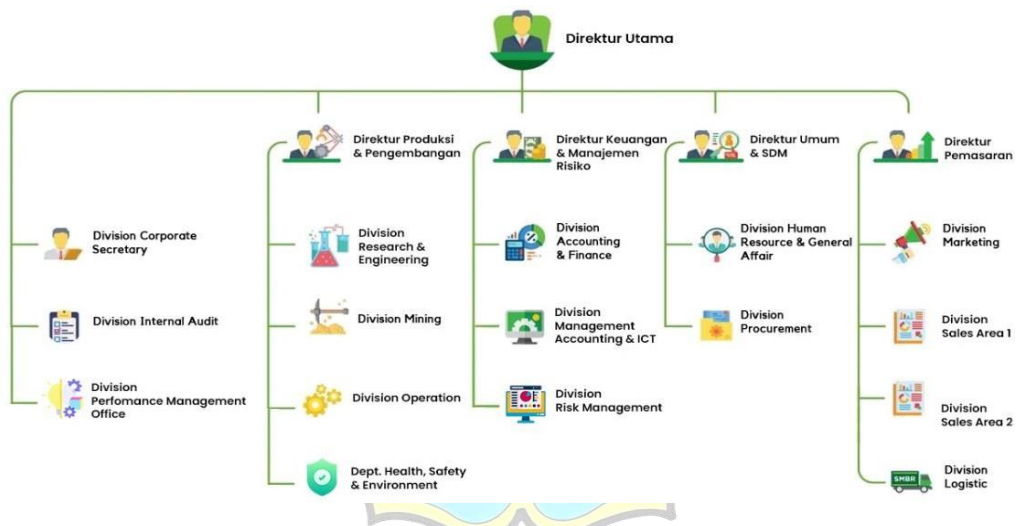 Direktur Utama
Direktur Produksi
& Pengembangan
Direktur Keuangan
& Manajemen
Risiko
Direktur Umum
& SDM
Direktur
Pemasaran
Division Corporate
Secretary
Division Internal Audit
Division
Perfomance Management
Office
Division
Research &
Engineering
Division Mining
Division Operation
Dept. Health, Safety
& Environment
Division
Accounting
& Finance
Division
Management
Accounting & ICT
Division
Risk Management
Division Human
Resource & General
Affair
Division
Procurement
Division
Marketing
Division
Sales Area 1
Division
Sales Area 2
SMBR
Division
Logistic